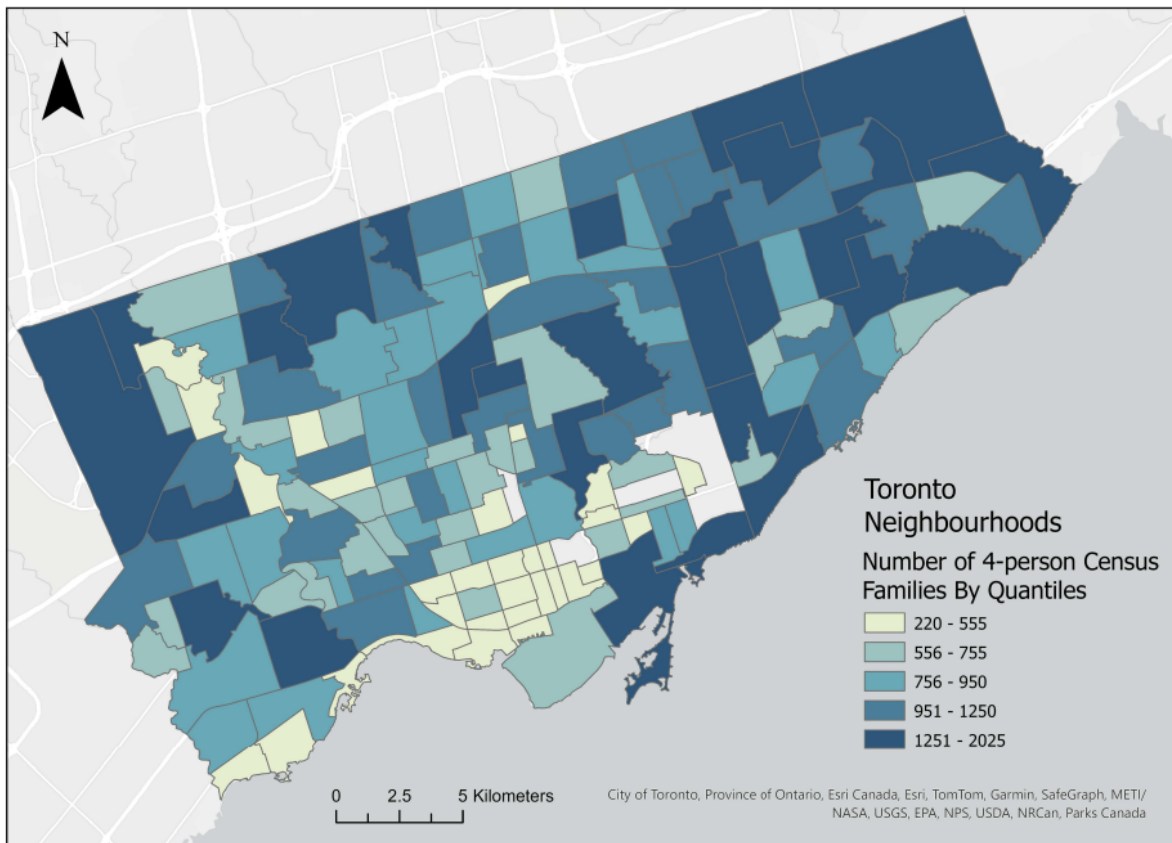 N
Toronto
Neighbourhoods
Number of 4-person Census
Families By Quantiles
220 - 555
556 - 755
756 - 950
951 - 1250
1251 - 2025
0 2.5 5 Kilometers
City of Toronto, Province of Ontario, Esri Canada, Esri, TomTom, Garmin, SafeGraph, METI/
NASA, USGS, EPA, NPS, USDA, NRCan, Parks Canada